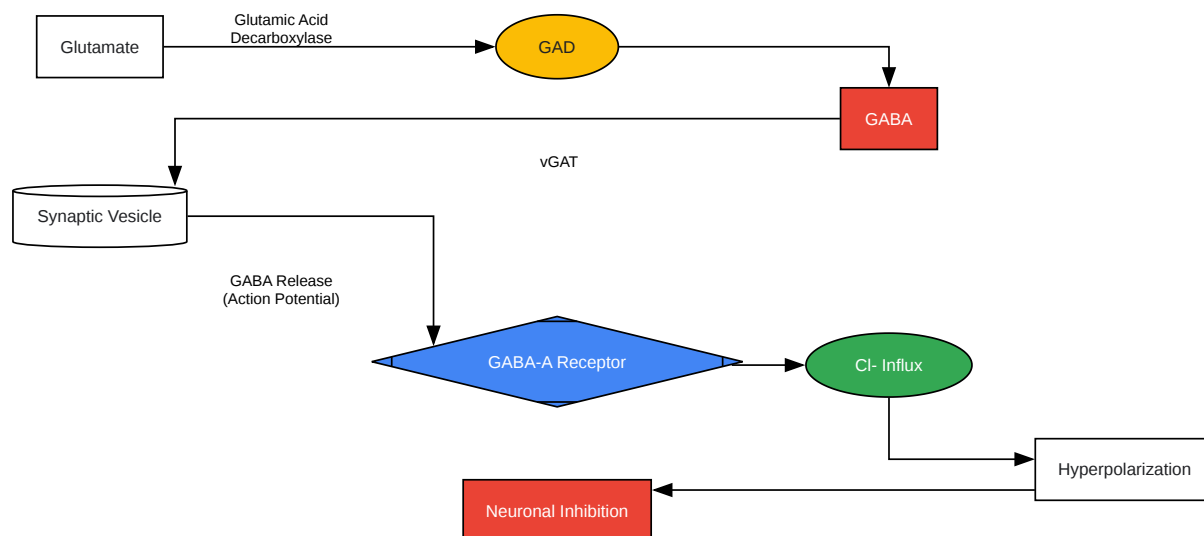 Glutamate
Glutamic Acid
Decarboxylase
GAD
GABA
vGAT
Synaptic Vesicle
GABA Release
(Action Potential)
GABA-A Receptor
Cl- Influx
Hyperpolarization
Neuronal Inhibition